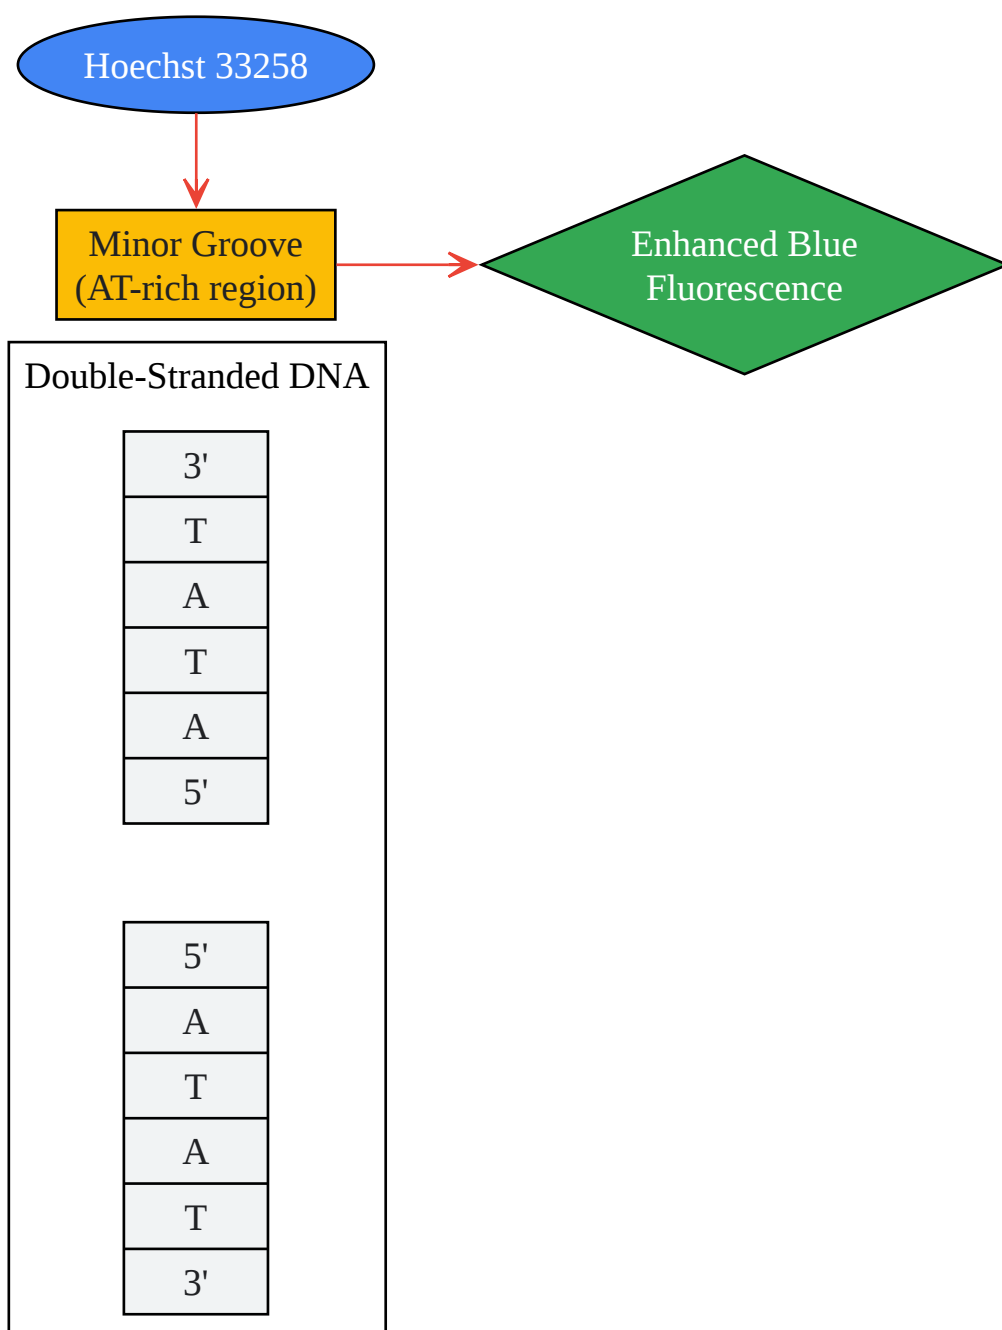 Hoechst 33258
Minor Groove
(AT-rich region)
Enhanced Blue
Fluorescence
Double-Stranded DNA
3'
T
A
T
A
5'
5'
A
T
A
T
3'